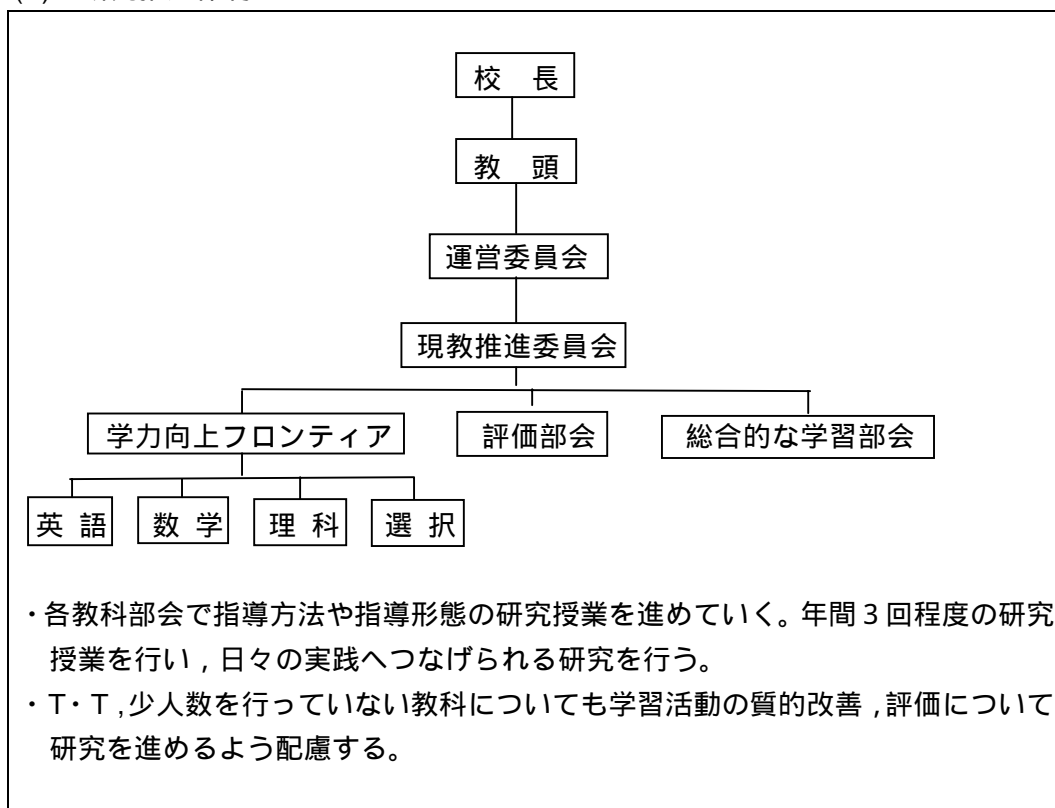 校　長
教　頭
運営委員会
現教推進委員会
学力向上フロンティア　評価部会　総合的な学習部会
英 語　数 学　理 科　選 択
・各教科部会で指導方法や指導形態の研究授業を進めていく。年間３回程度の研究
授業を行い，日々の実践へつなげられる研究を行う。
・T・T，少人数を行っていない教科についても学習活動の質的改善，評価について
研究を進めるよう配慮する。